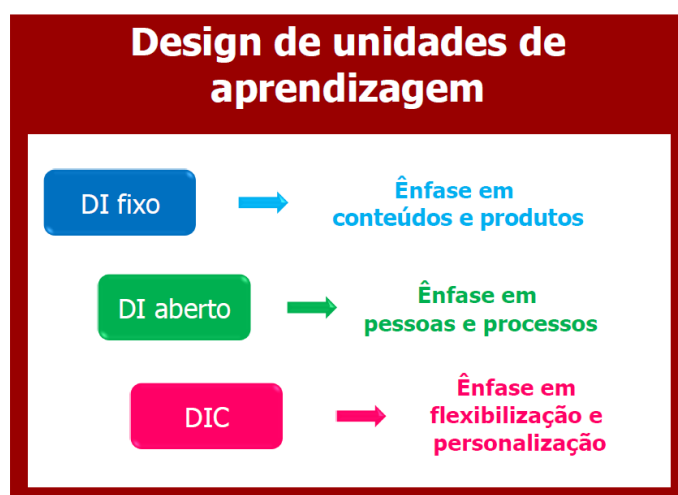 Design de unidades de
aprendizagem
DI fixo
Ênfase em
conteúdos e produtos
DI aberto
Ênfase em
pessoas e processos
DIC
Ênfase em
flexibilização e
personalização